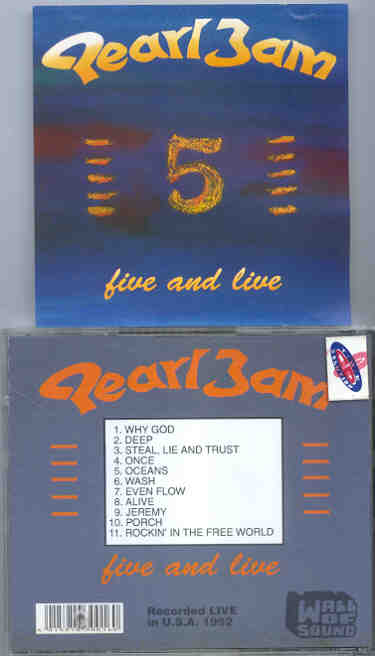 Pearl Jam
5
five and live
Pearl Jam
1. WHY GOD
2. DEEP
3. STEAL, LIE AND TRUST
4. ONCE
5. OCEANS
6. WASH
7. EVEN FLOW
8. ALIVE
9. JEREMY
10. PORCH
11. ROCKIN' IN THE FREE WORLD
five and live
Recorded LIVE
in U.S.A. 1992
WALL
OF
SOUND